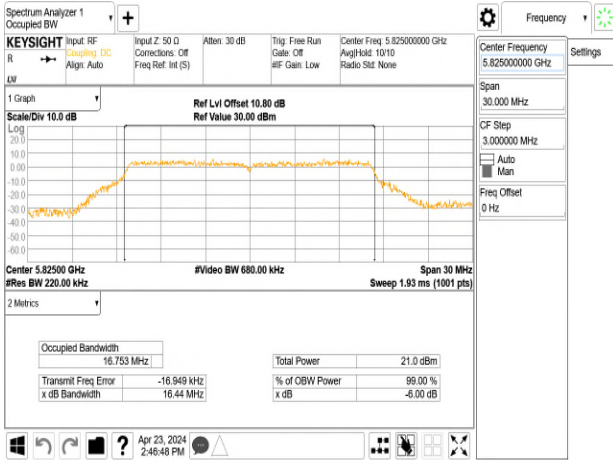 Spectrum Analyzer 1
Occupied BW
Frequency
KEYSIGHT
R
Input: RF
Coupling: DC
Align: Auto
Input Z: 50 Ω
Corrections: Off
Freq Ref: Int (S)
Atten: 30 dB
Trig: Free Run
Gate: Off
#IF Gain: Low
Center Freq: 5.825000000 GHz
Avg|Hold: 10/10
Radio Std: None
Center Frequency
5.825000000 GHz
Settings
Span
30.000 MHz
CF Step
3.000000 MHz
Auto
Man
Freq Offset
0 Hz
1 Graph
Scale/Div 10.0 dB
Ref Lvl Offset 10.80 dB
Ref Value 30.00 dBm
Log
20.0
10.0
0.00
-10.0
-20.0
-30.0
-40.0
-50.0
-60.0
Center 5.82500 GHz
#Video BW 680.00 kHz
Span 30 MHz
#Res BW 220.00 kHz
Sweep 1.93 ms (1001 pts)
2 Metrics
Occupied Bandwidth
16.753 MHz
Total Power 21.0 dBm
Transmit Freq Error -16.949 kHz
% of OBW Power 99.00 %
x dB Bandwidth 16.44 MHz
x dB -6.00 dB
?
Apr 23, 2024
2:46:48 PM